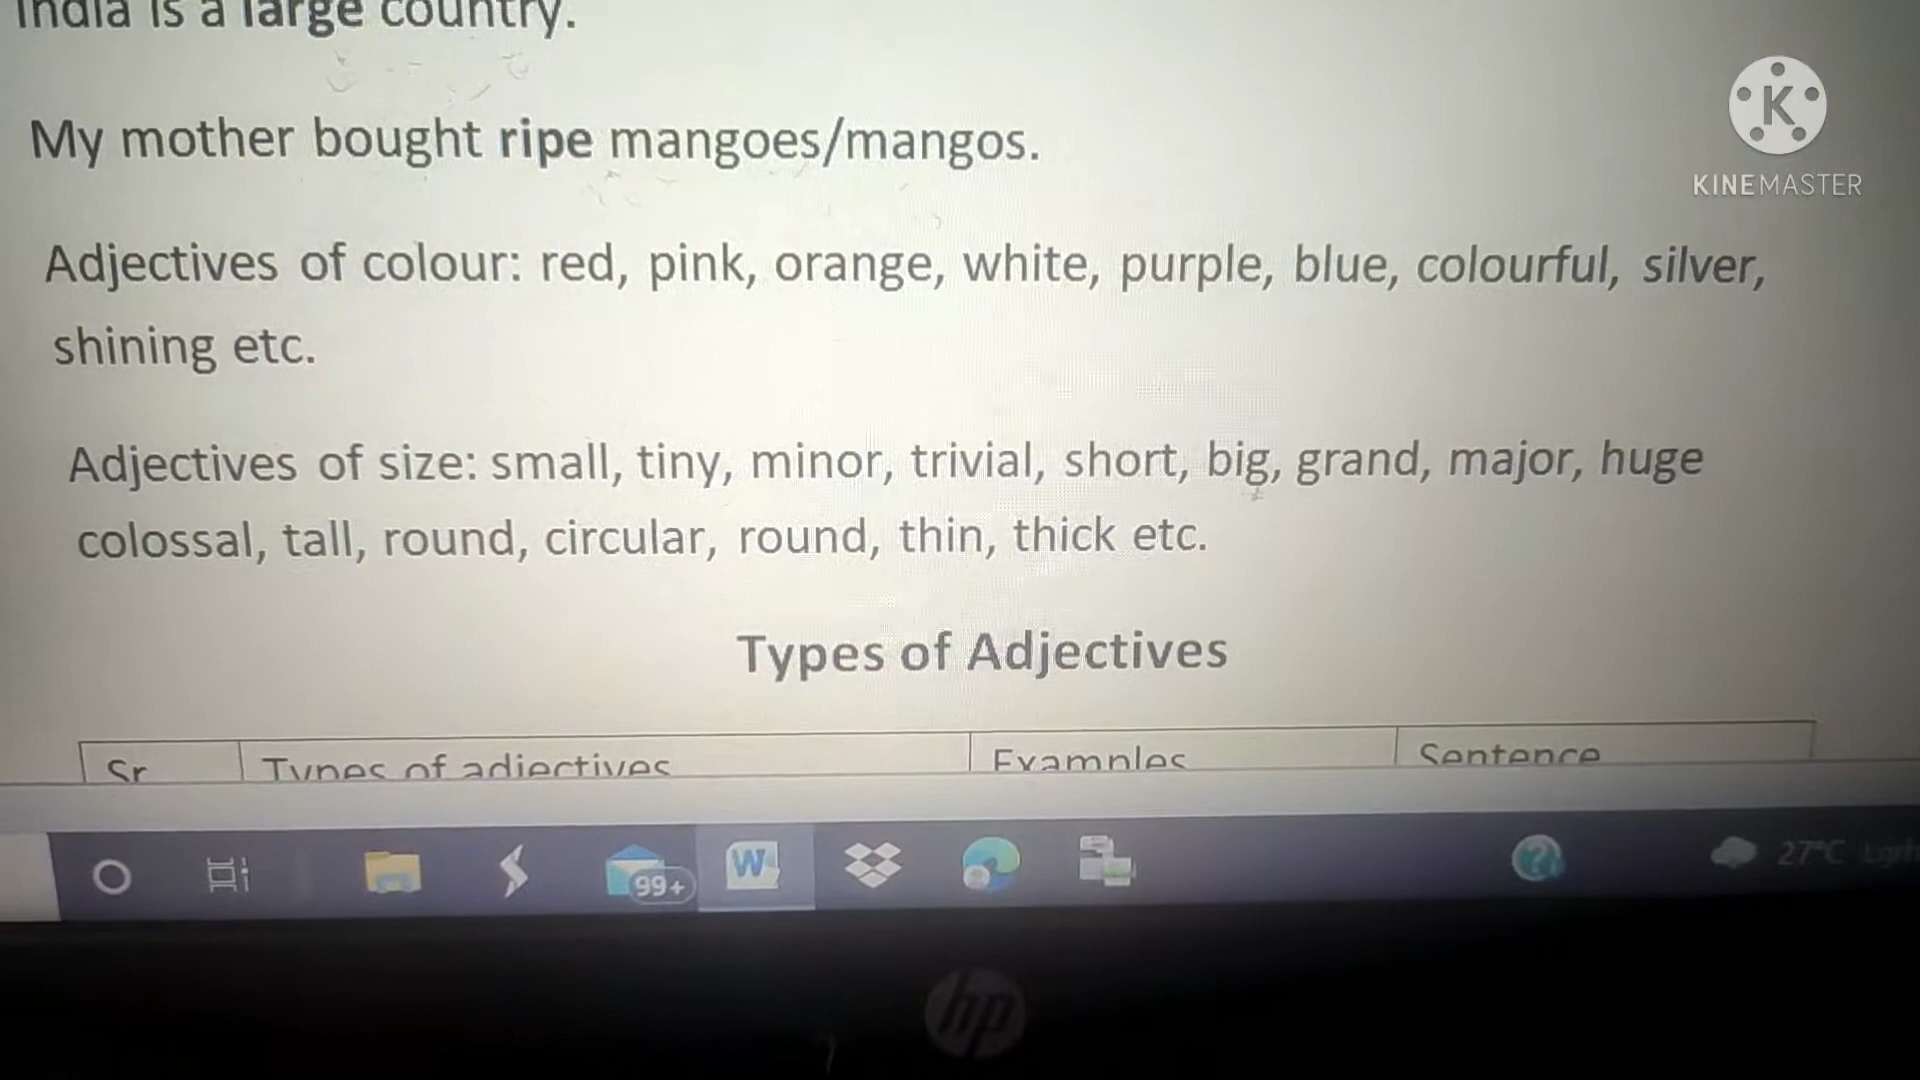 India is a large country.
My mother bought ripe mangoes/mangos.
Adjectives of colour: red, pink, orange, white, purple, blue, colourful, silver,
shining etc.
Adjectives of size: small, tiny, minor, trivial, short, big, grand, major, huge
colossal, tall, round, circular, round, thin, thick etc.
Types of Adjectives
Sr Types of adjectives Examples Sentence
K
KINEMASTER
99+
W
27°C
hp